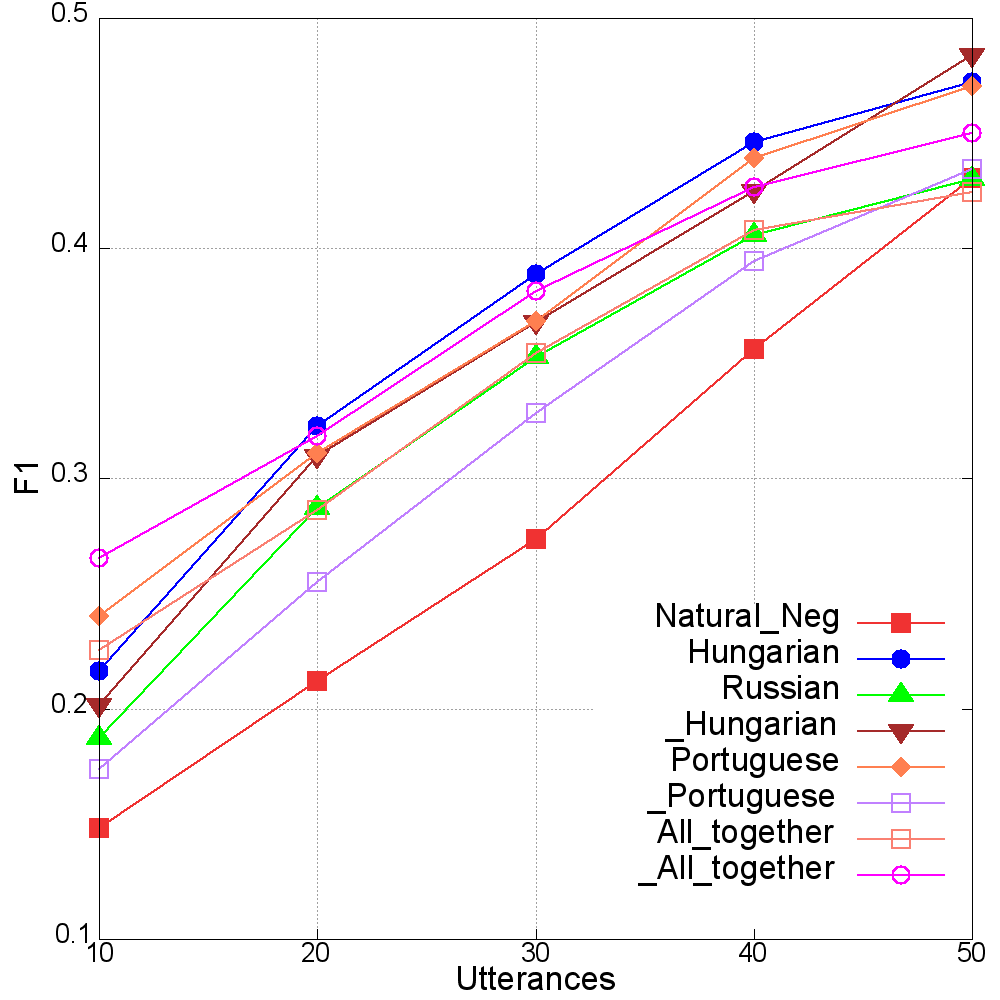 0.5
0.4
0.3
0.2
0.1
F1
10 20 30 40 50
Utterances
Natural_Neg
Hungarian
Russian
_Hungarian
Portuguese
_Portuguese
All_together
_All_together